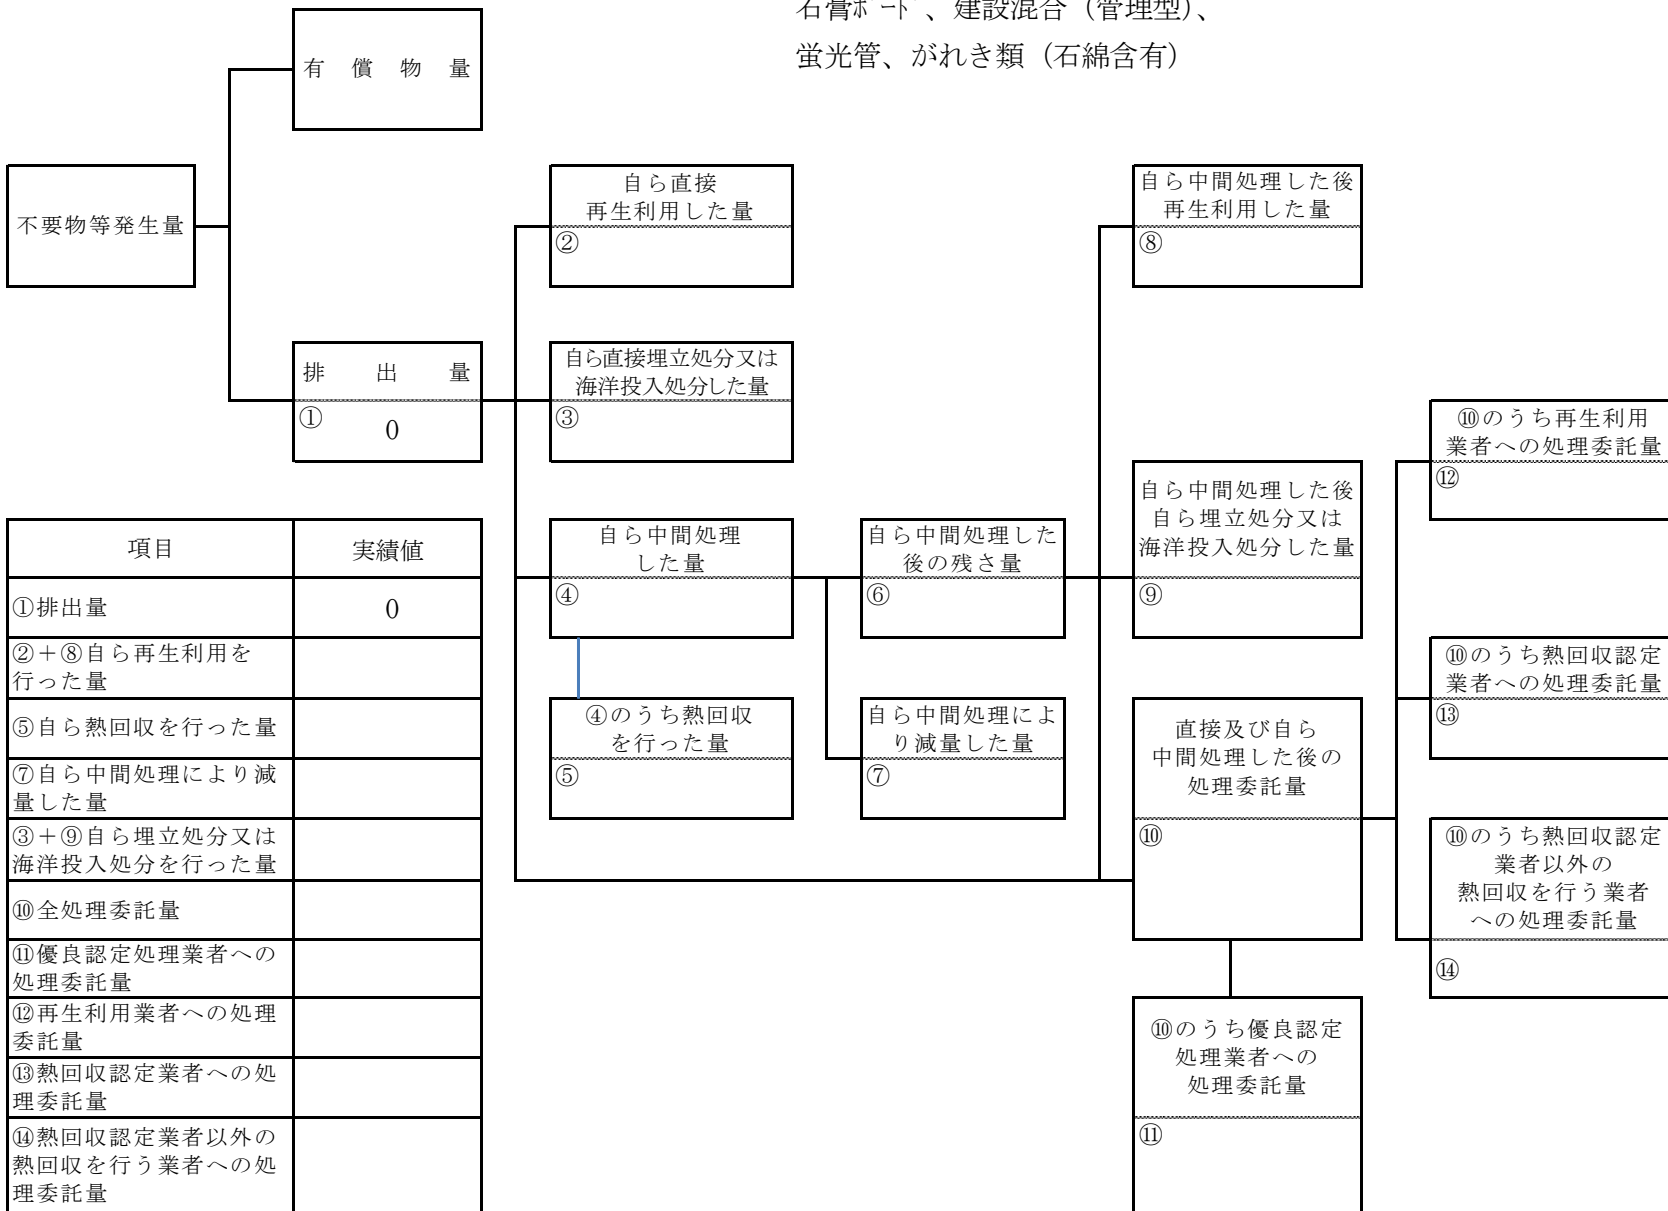 石膏ﾎﾞｰﾄﾞ、建設混合（管理型）、
蛍光管、がれき類（石綿含有）
有償物量
不要物等発生量
自ら直接
再生利用した量
②
自ら中間処理した後
再生利用した量
⑧
排出量
①
0
自ら直接埋立処分又は
海洋投入処分した量
③
⑩のうち再生利用
業者への処理委託量
⑫
自ら中間処理した後
自ら埋立処分又は
海洋投入処分した量
⑨
自ら中間処理
した量
④
自ら中間処理した
後の残さ量
⑥
⑩のうち熱回収認定
業者への処理委託量
⑬
④のうち熱回収
を行った量
⑤
自ら中間処理によ
り減量した量
⑦
直接及び自ら
中間処理した後の
処理委託量
⑩
⑩のうち熱回収認定
業者以外の
熱回収を行う業者
への処理委託量
⑭
⑩のうち優良認定
処理業者への
処理委託量
⑪
項目 実績値
①排出量 0
②＋⑧自ら再生利用を
行った量
⑤自ら熱回収を行った量
⑦自ら中間処理により減
量した量
③＋⑨自ら埋立処分又は
海洋投入処分を行った量
⑩全処理委託量
⑪優良認定処理業者への
処理委託量
⑫再生利用業者への処理
委託量
⑬熱回収認定業者への処
理委託量
⑭熱回収認定業者以外の
熱回収を行う業者への処
理委託量